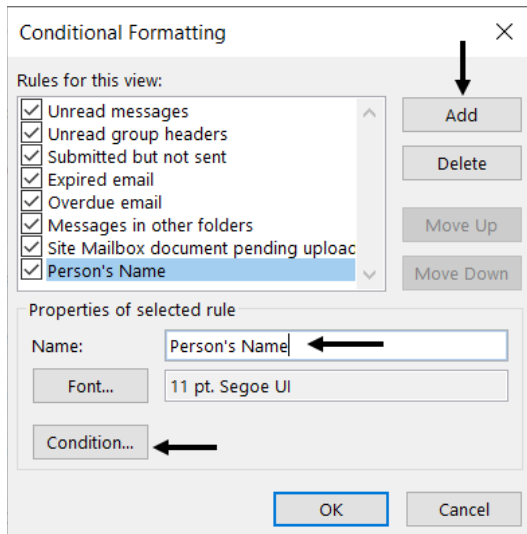 Conditional Formatting
Rules for this view:
Unread messages
Unread group headers
Submitted but not sent
Expired email
Overdue email
Messages in other folders
Site Mailbox document pending upload
Person's Name
Add
Delete
Move Up
Move Down
Properties of selected rule
Name:
Person's Name
Font...
11 pt. Segoe UI
Condition...
OK
Cancel